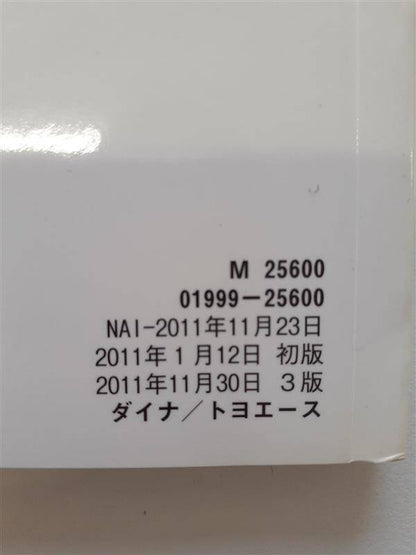 M 25600
01999-25600
NAI-2011年11月23日
2011年 1月12日 初版
2011年11月30日 3版
ダイナ/トヨエース